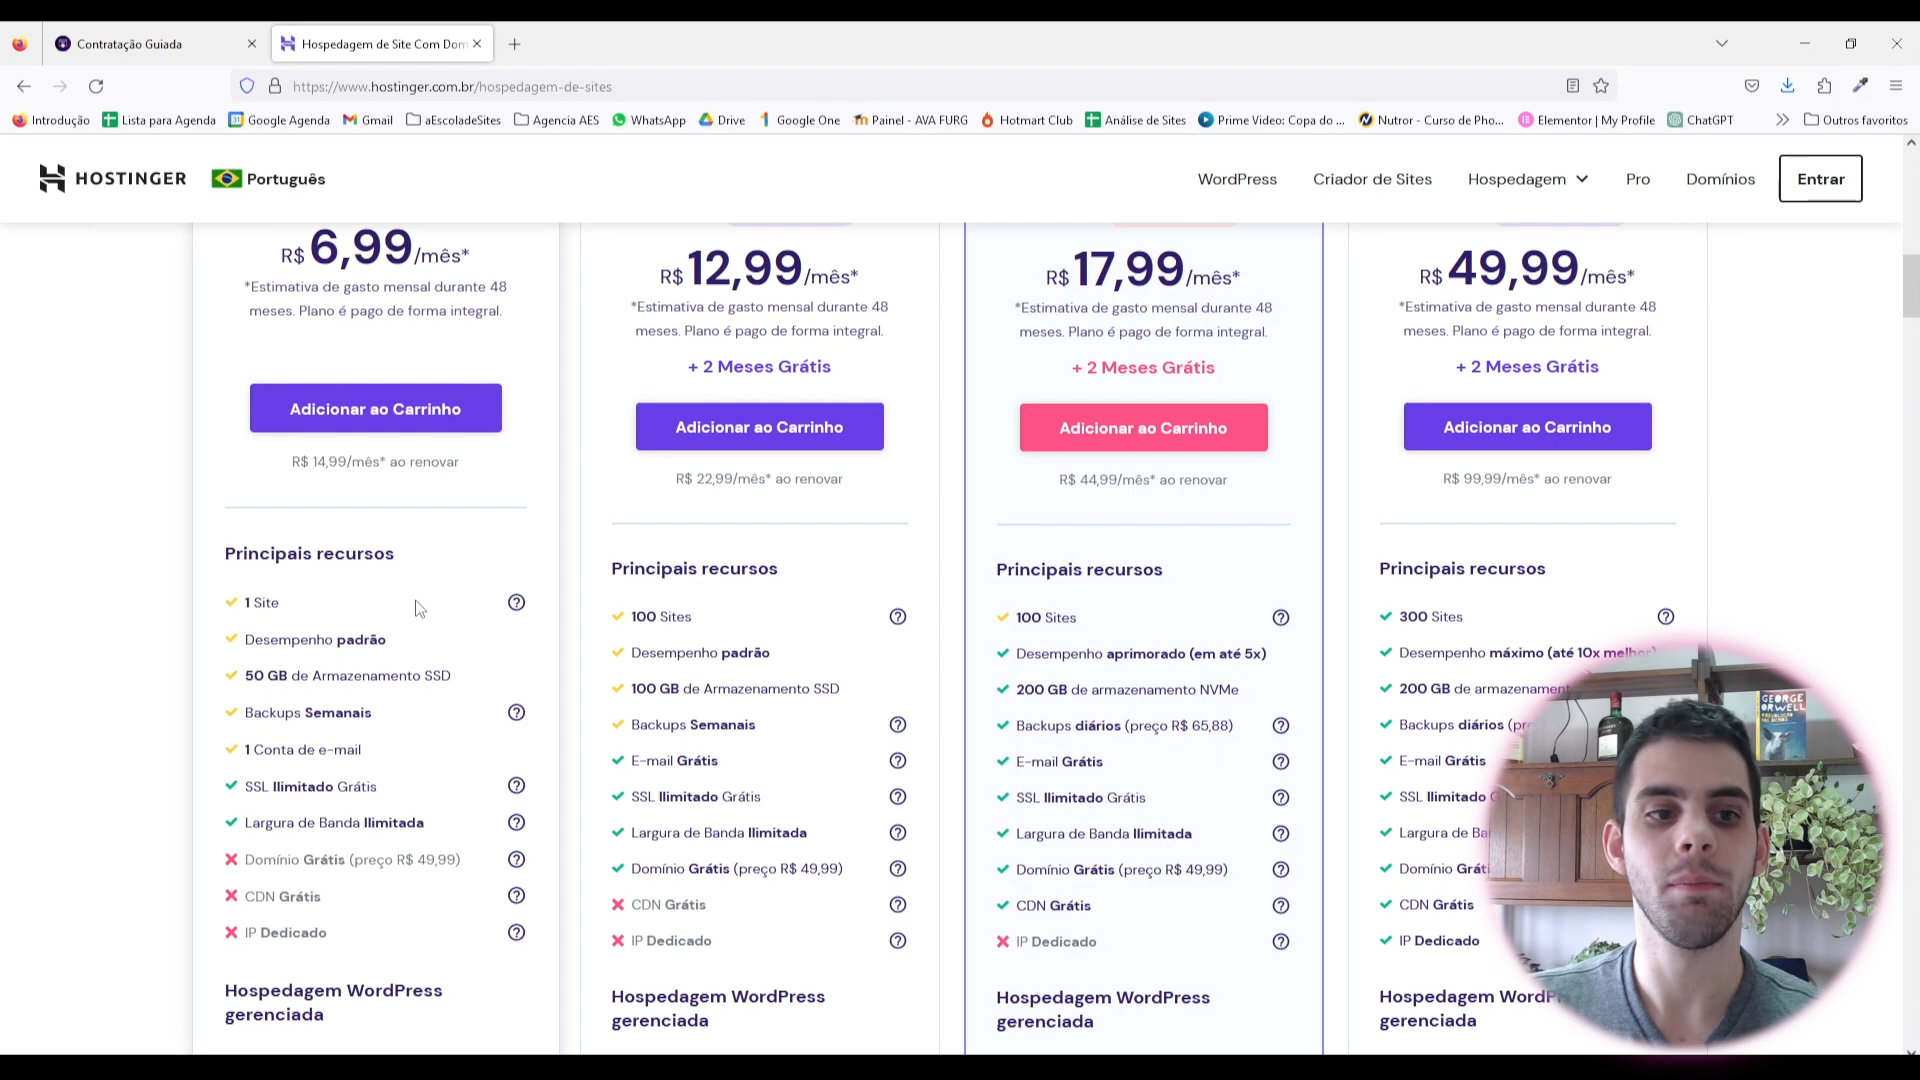 Contratação Guiada
Hospedagem de Site Com Dom
https://www.hostinger.com.br/hospedagem-de-sites
Introdução
Lista para Agenda
Google Agenda
Gmail
aEscoladeSites
Agencia AES
WhatsApp
Drive
Google One
Painel - AVA FURG
Hotmart Club
Análise de Sites
Prime Video: Copa do ...
Nutror - Curso de Pho...
Elementor | My Profile
ChatGPT
Outros favoritos
HOSTINGER
Português
WordPress
Criador de Sites
Hospedagem
Pro
Domínios
Entrar
R$ 6,99/mês*
*Estimativa de gasto mensal durante 48
meses. Plano é pago de forma integral.
Adicionar ao Carrinho
R$ 14,99/mês* ao renovar
Principais recursos
1 Site
Desempenho padrão
50 GB de Armazenamento SSD
Backups Semanais
1 Conta de e-mail
SSL Ilimitado Grátis
Largura de Banda Ilimitada
Domínio Grátis (preço R$ 49,99)
CDN Grátis
IP Dedicado
Hospedagem WordPress
gerenciada
R$ 12,99/mês*
*Estimativa de gasto mensal durante 48
meses. Plano é pago de forma integral.
+ 2 Meses Grátis
Adicionar ao Carrinho
R$ 22,99/mês* ao renovar
Principais recursos
100 Sites
Desempenho padrão
100 GB de Armazenamento SSD
Backups Semanais
E-mail Grátis
SSL Ilimitado Grátis
Largura de Banda Ilimitada
Domínio Grátis (preço R$ 49,99)
CDN Grátis
IP Dedicado
Hospedagem WordPress
gerenciada
R$ 17,99/mês*
*Estimativa de gasto mensal durante 48
meses. Plano é pago de forma integral.
+ 2 Meses Grátis
Adicionar ao Carrinho
R$ 44,99/mês* ao renovar
Principais recursos
100 Sites
Desempenho aprimorado (em até 5x)
200 GB de armazenamento NVMe
Backups diários (preço R$ 65,88)
E-mail Grátis
SSL Ilimitado Grátis
Largura de Banda Ilimitada
Domínio Grátis (preço R$ 49,99)
CDN Grátis
IP Dedicado
Hospedagem WordPress
gerenciada
R$ 49,99/mês*
*Estimativa de gasto mensal durante 48
meses. Plano é pago de forma integral.
+ 2 Meses Grátis
Adicionar ao Carrinho
R$ 99,99/mês* ao renovar
Principais recursos
300 Sites
Desempenho máximo (até 10x melhor)
200 GB de armazenamen
Backups diários (pr
E-mail Grátis
SSL Ilimitado G
Largura de Ba
Domínio Gráti
CDN Grátis
IP Dedicado
Hospedagem WordP
gerenciada
GEORGE
ORWELL